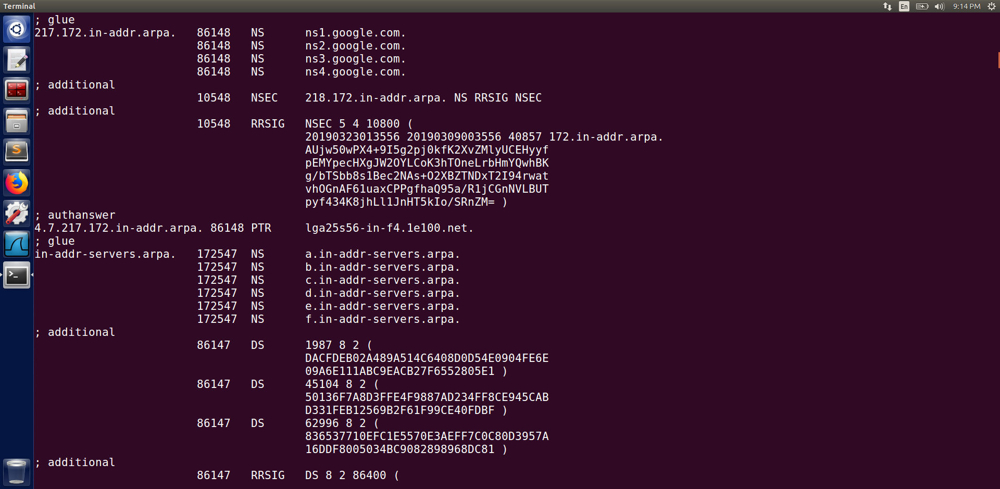 Terminal
En
9:14 PM
; glue
217.172.in-addr.arpa. 86148 NS ns1.google.com.
86148 NS ns2.google.com.
86148 NS ns3.google.com.
86148 NS ns4.google.com.
; additional
10548 NSEC 218.172.in-addr.arpa. NS RRSIG NSEC
; additional
10548 RRSIG NSEC 5 4 10800 (
20190323013556 20190309003556 40857 172.in-addr.arpa.
AUjw50wPX4+9I5g2pj0kfK2XvZMlyUCEHyyf
pEMYpecHXgJW2OYLCoK3hTOneLrbHmYQwhBK
g/bTSbb8s1Bec2NAs+O2XBZTNDxT2I94rwat
vhOGnAF61uaxCPPgfhaQ95a/R1jCGnNVLBUT
pyf434K8jhLl1JnHT5kIo/SRnZM= )
; authanswer
4.7.217.172.in-addr.arpa. 86148 PTR lga25s56-in-f4.1e100.net.
; glue
in-addr-servers.arpa. 172547 NS a.in-addr-servers.arpa.
172547 NS b.in-addr-servers.arpa.
172547 NS c.in-addr-servers.arpa.
172547 NS d.in-addr-servers.arpa.
172547 NS e.in-addr-servers.arpa.
172547 NS f.in-addr-servers.arpa.
; additional
86147 DS 1987 8 2 (
DACFDEB02A489A514C6408D0D54E0904FE6E
09A6E111ABC9EACB27F6552805E1 )
86147 DS 45104 8 2 (
50136F7A8D3FFE4F9887AD234FF8CE945CAB
D331FEB12569B2F61F99CE40FDBF )
86147 DS 62996 8 2 (
836537710EFC1E5570E3AEFF7C0C80D3957A
16DDF8005034BC9082898968DC81 )
; additional
86147 RRSIG DS 8 2 86400 (